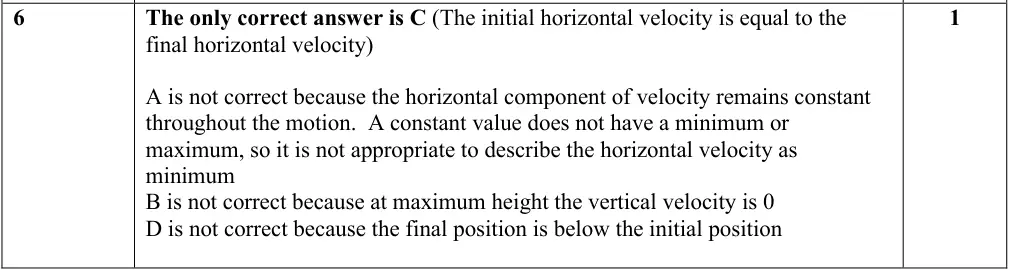 6 The only correct answer is C (The initial horizontal velocity is equal to the 1
final horizontal velocity)
A is not correct because the horizontal component of velocity remains constant
throughout the motion.  A constant value does not have a minimum or
maximum, so it is not appropriate to describe the horizontal velocity as
minimum
B is not correct because at maximum height the vertical velocity is 0
D is not correct because the final position is below the initial position